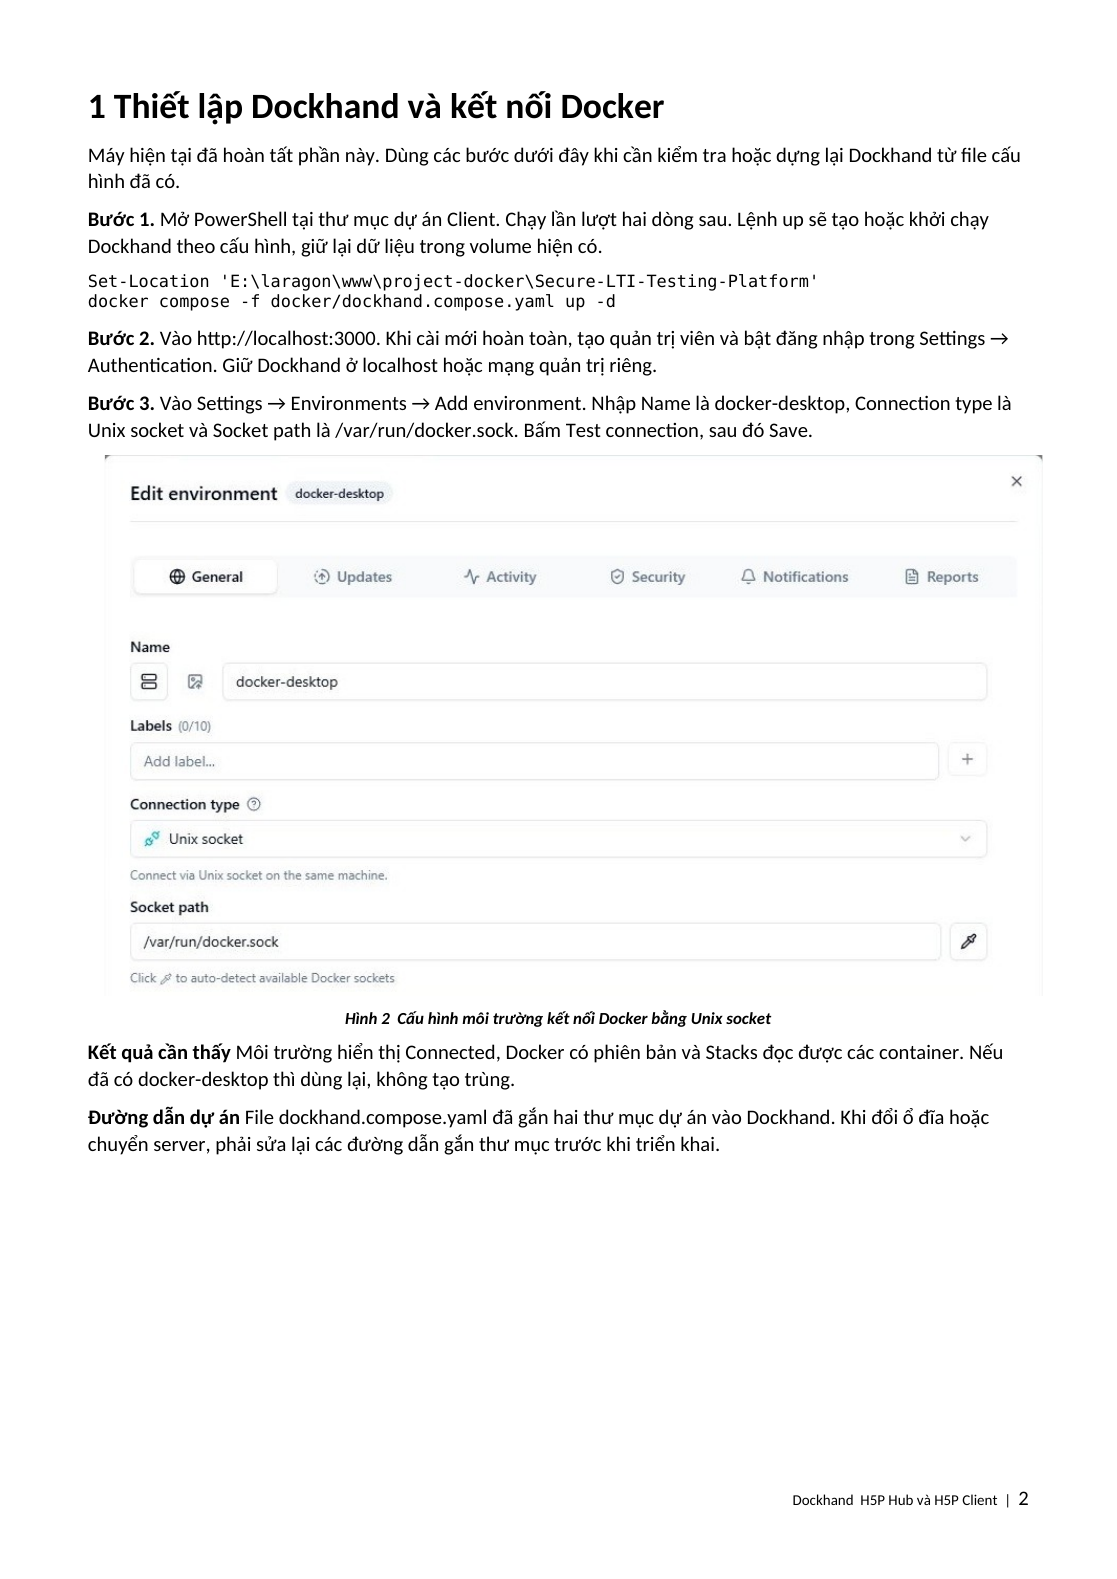 1 Thiết lập Dockhand và kết nối Docker
Máy hiện tại đã hoàn tất phần này. Dùng các bước dưới đây khi cần kiểm tra hoặc dựng lại Dockhand từ file cấu
hình đã có.
Bước 1. Mở PowerShell tại thư mục dự án Client. Chạy lần lượt hai dòng sau. Lệnh up sẽ tạo hoặc khởi chạy
Dockhand theo cấu hình, giữ lại dữ liệu trong volume hiện có.
Set-Location 'E:\laragon\www\project-docker\Secure-LTI-Testing-Platform'
docker compose -f docker/dockhand.compose.yaml up -d
Bước 2. Vào http://localhost:3000. Khi cài mới hoàn toàn, tạo quản trị viên và bật đăng nhập trong Settings →
Authentication. Giữ Dockhand ở localhost hoặc mạng quản trị riêng.
Bước 3. Vào Settings → Environments → Add environment. Nhập Name là docker-desktop, Connection type là
Unix socket và Socket path là /var/run/docker.sock. Bấm Test connection, sau đó Save.
Edit environment docker-desktop
General Updates Activity Security Notifications Reports
Name
docker-desktop
Labels (0/10)
Add label...
Connection type
Unix socket
Connect via Unix socket on the same machine.
Socket path
/var/run/docker.sock
Click to auto-detect available Docker sockets
Hình 2 Cấu hình môi trường kết nối Docker bằng Unix socket
Kết quả cần thấy Môi trường hiển thị Connected, Docker có phiên bản và Stacks đọc được các container. Nếu
đã có docker-desktop thì dùng lại, không tạo trùng.
Đường dẫn dự án File dockhand.compose.yaml đã gắn hai thư mục dự án vào Dockhand. Khi đổi ổ đĩa hoặc
chuyển server, phải sửa lại các đường dẫn gắn thư mục trước khi triển khai.
Dockhand H5P Hub và H5P Client | 2